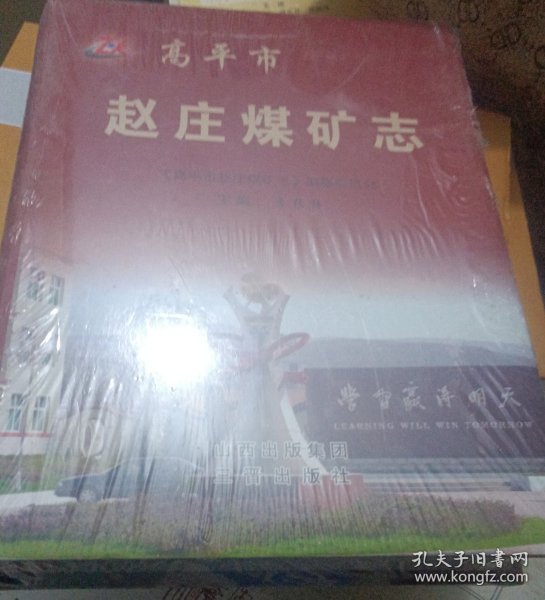 高平市
赵庄煤矿志
主编
学习赢得明天
LEARNING WILL WIN TOMORROW
山西出版集团
三晋出版社
孔夫子旧书网
www.kongfz.com